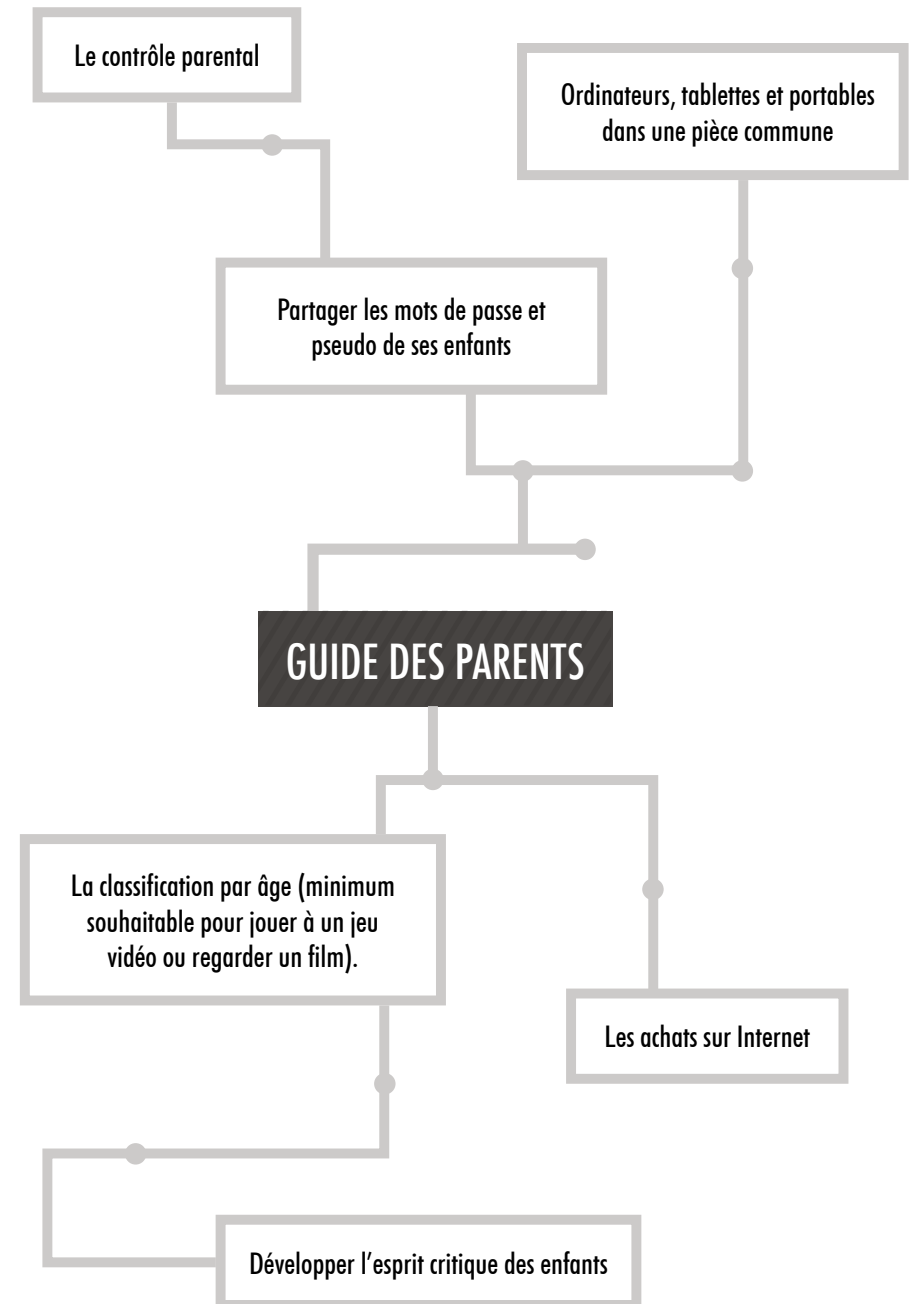 Le contrôle parental
Ordinateurs, tablettes et portables
dans une pièce commune
Partager les mots de passe et
pseudo de ses enfants
GUIDE DES PARENTS
La classification par âge (minimum
souhaitable pour jouer à un jeu
vidéo ou regarder un film).
Les achats sur Internet
Développer l'esprit critique des enfants